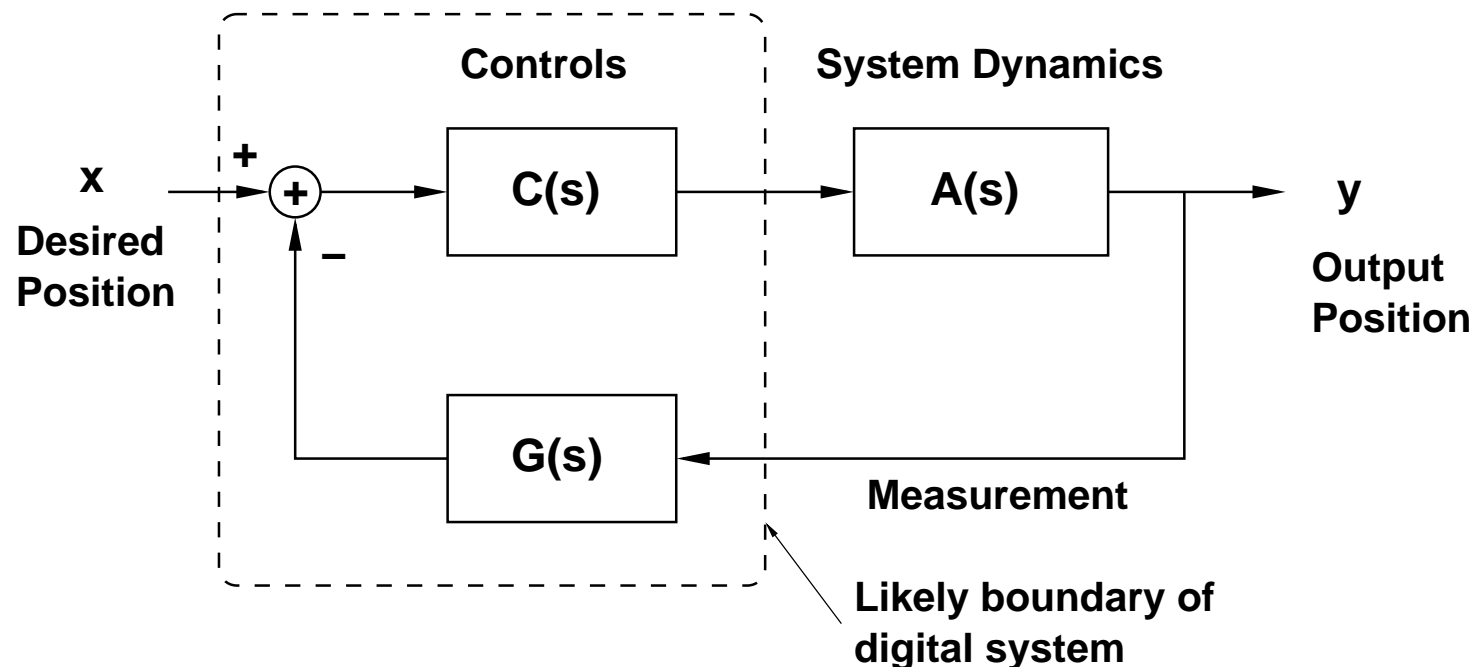 Controls
System Dynamics
x
Desired
Position
+
+
−
C(s)
A(s)
y
Output
Position
G(s)
Measurement
Likely boundary of
digital system